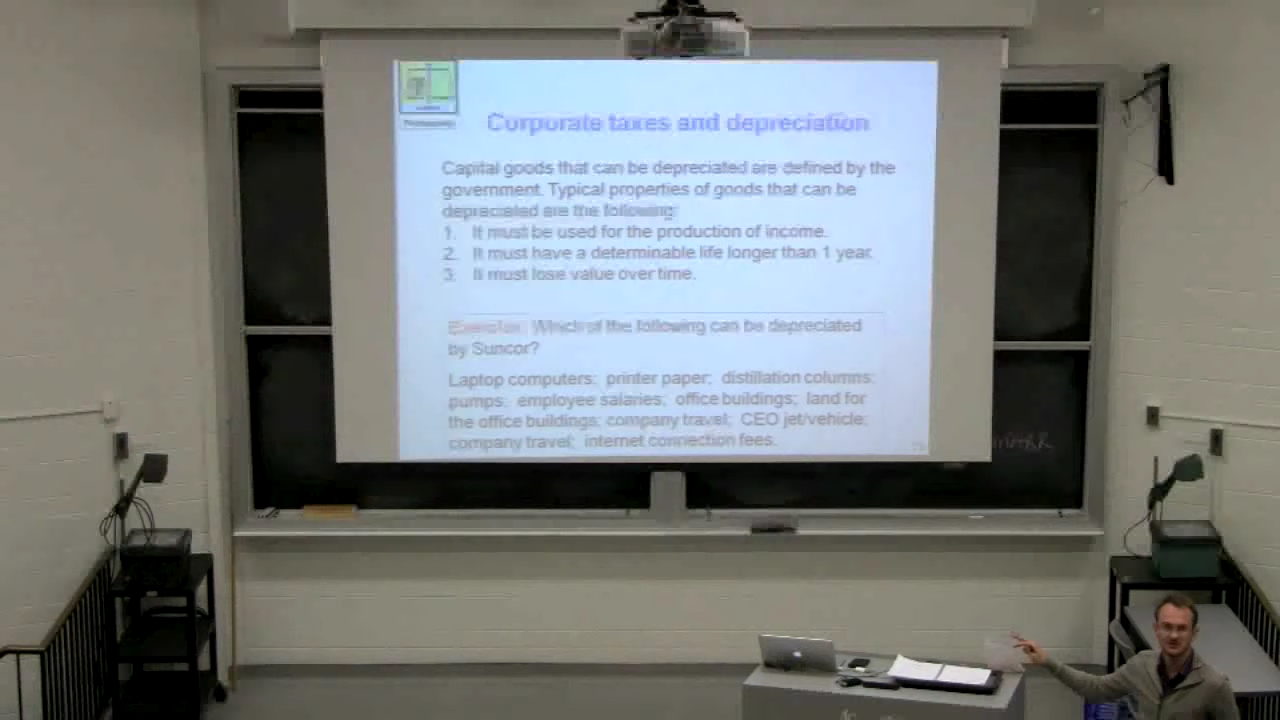 Corporate taxes and depreciation
Capital goods that can be depreciated are defined by the
government. Typical properties of goods that can be
depreciated are the following:
1. It must be used for the production of income.
2. It must have a determinable life longer than 1 year.
3. It must lose value over time.
Exercise: Which of the following can be depreciated
by Suncor?
Laptop computers; printer paper; distillation columns;
pumps; employee salaries; office buildings; land for
the office buildings; company travel; CEO jet/vehicle;
company travel; internet connection fees.